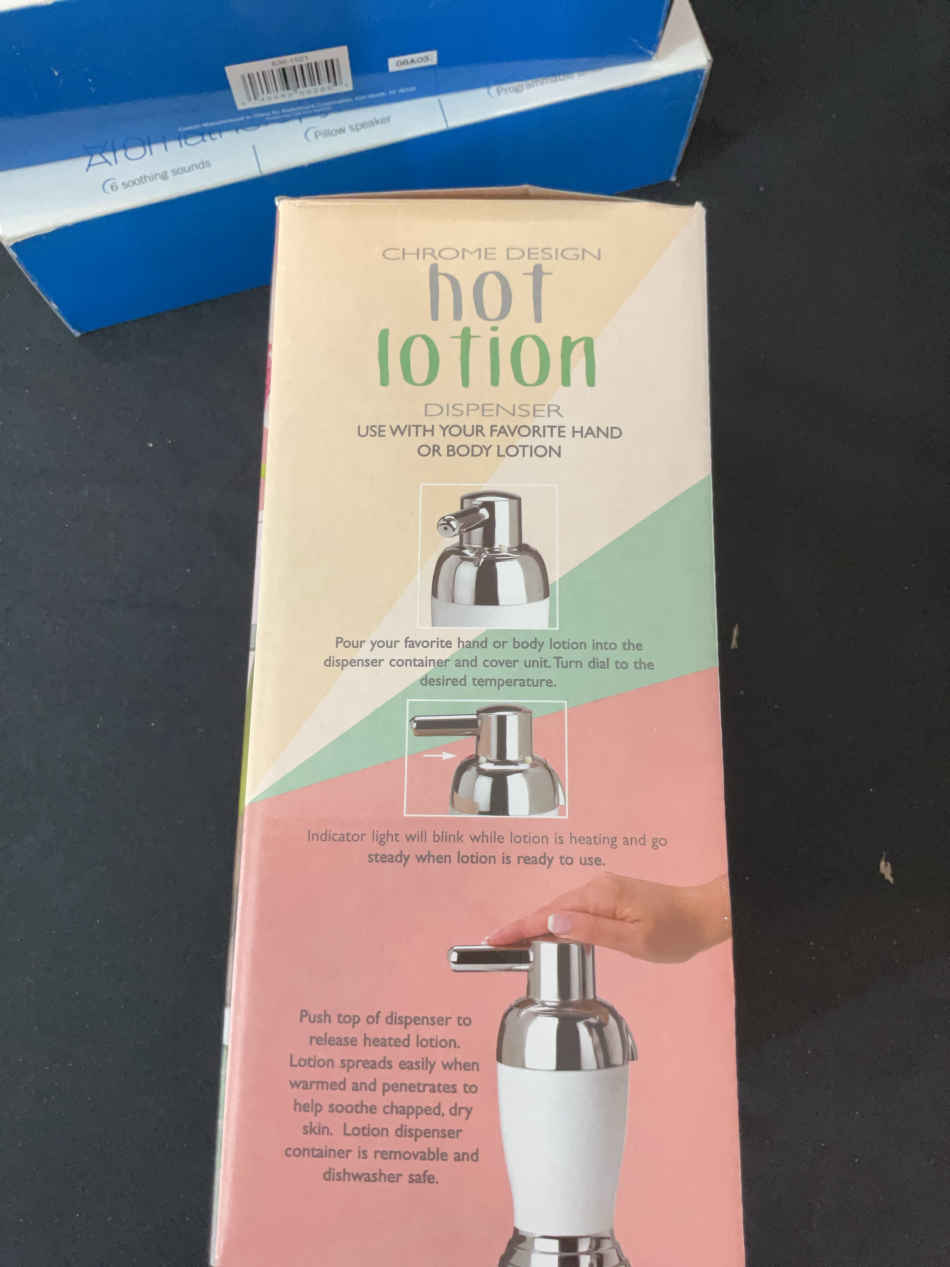 06A03
6 soothing sounds
Pillow speaker
CHROME DESIGN
hot
lotion
DISPENSER
USE WITH YOUR FAVORITE HAND
OR BODY LOTION
Pour your favorite hand or body lotion into the
dispenser container and cover unit. Turn dial to the
desired temperature.
Indicator light will blink while lotion is heating and go
steady when lotion is ready to use.
Push top of dispenser to
release heated lotion.
Lotion spreads easily when
warmed and penetrates to
help soothe chapped, dry
skin. Lotion dispenser
container is removable and
dishwasher safe.